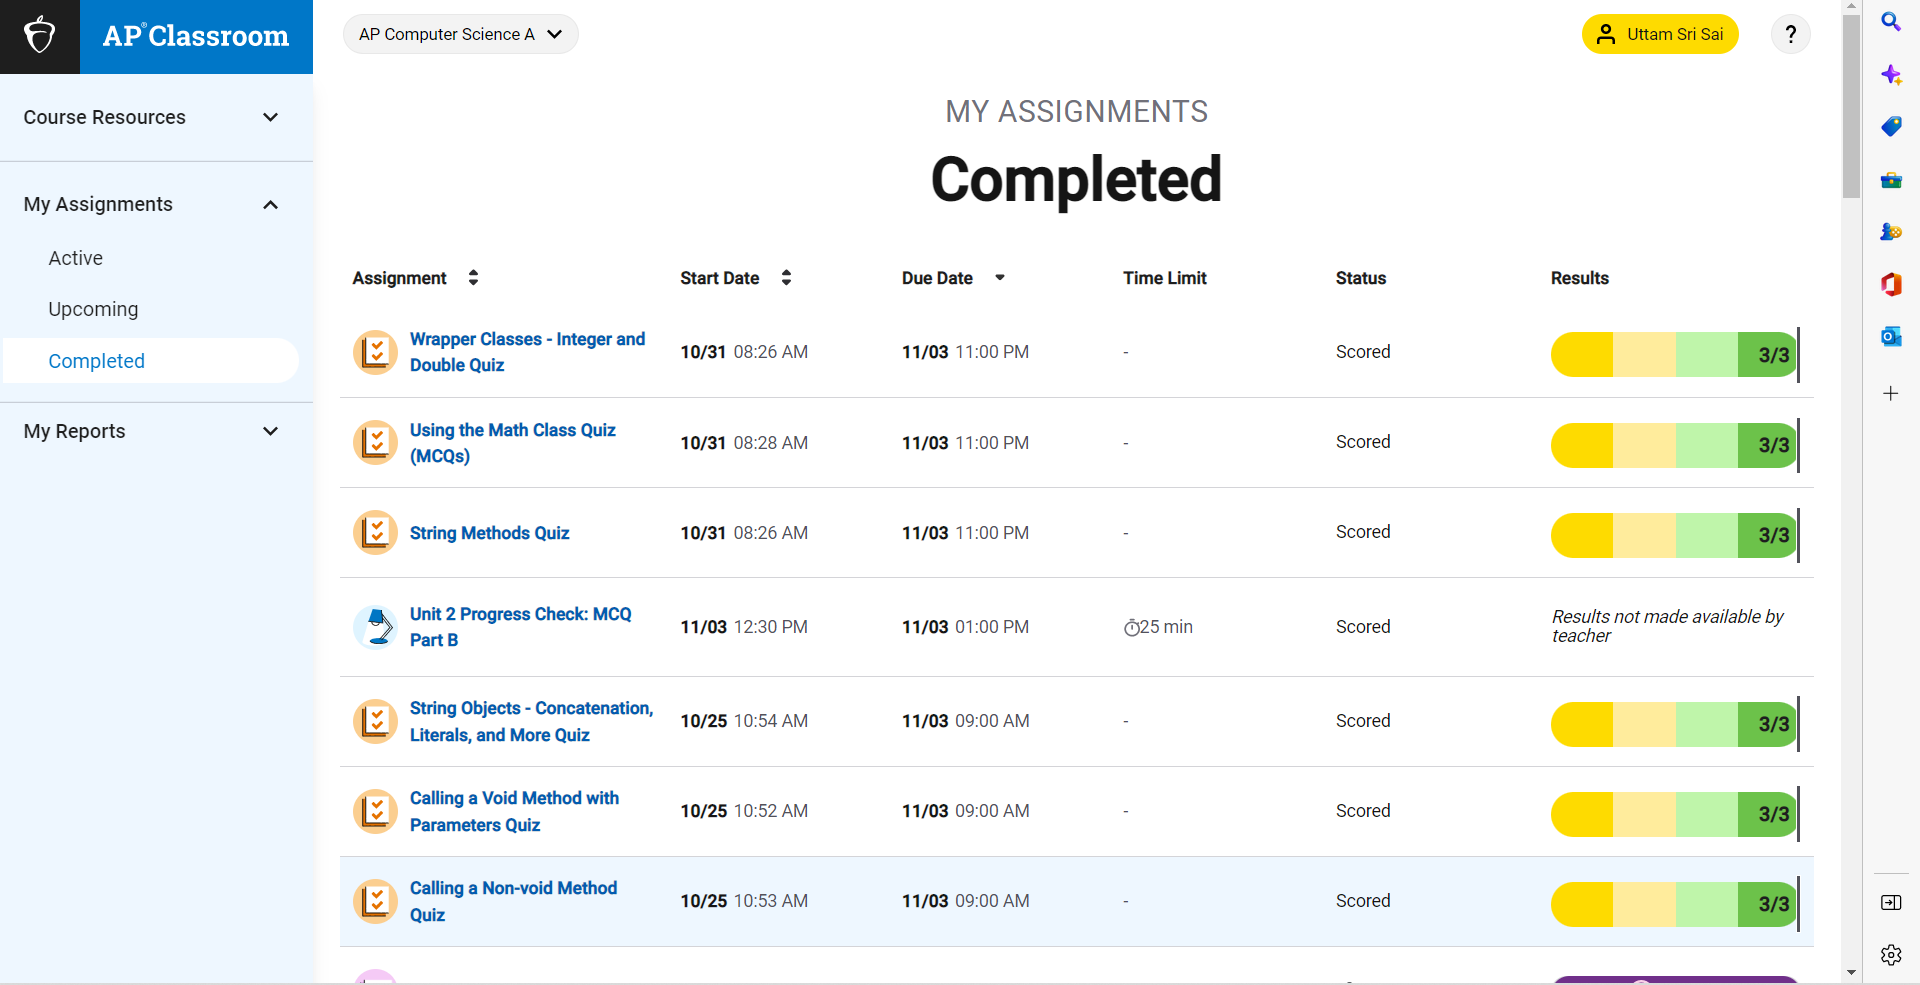 AP® Classroom
AP Computer Science A
Uttam Sri Sai
?
Course Resources
My Assignments
Active
Upcoming
Completed
My Reports
MY ASSIGNMENTS
Completed
Assignment Start Date Due Date Time Limit Status Results
Wrapper Classes - Integer and
Double Quiz
10/31 08:26 AM 11/03 11:00 PM - Scored 3/3
Using the Math Class Quiz
(MCQs)
10/31 08:28 AM 11/03 11:00 PM - Scored 3/3
String Methods Quiz 10/31 08:26 AM 11/03 11:00 PM - Scored 3/3
Unit 2 Progress Check: MCQ
Part B
11/03 12:30 PM 11/03 01:00 PM 25 min Scored
Results not made available by
teacher
String Objects - Concatenation,
Literals, and More Quiz
10/25 10:54 AM 11/03 09:00 AM - Scored 3/3
Calling a Void Method with
Parameters Quiz
10/25 10:52 AM 11/03 09:00 AM - Scored 3/3
Calling a Non-void Method
Quiz
10/25 10:53 AM 11/03 09:00 AM - Scored 3/3